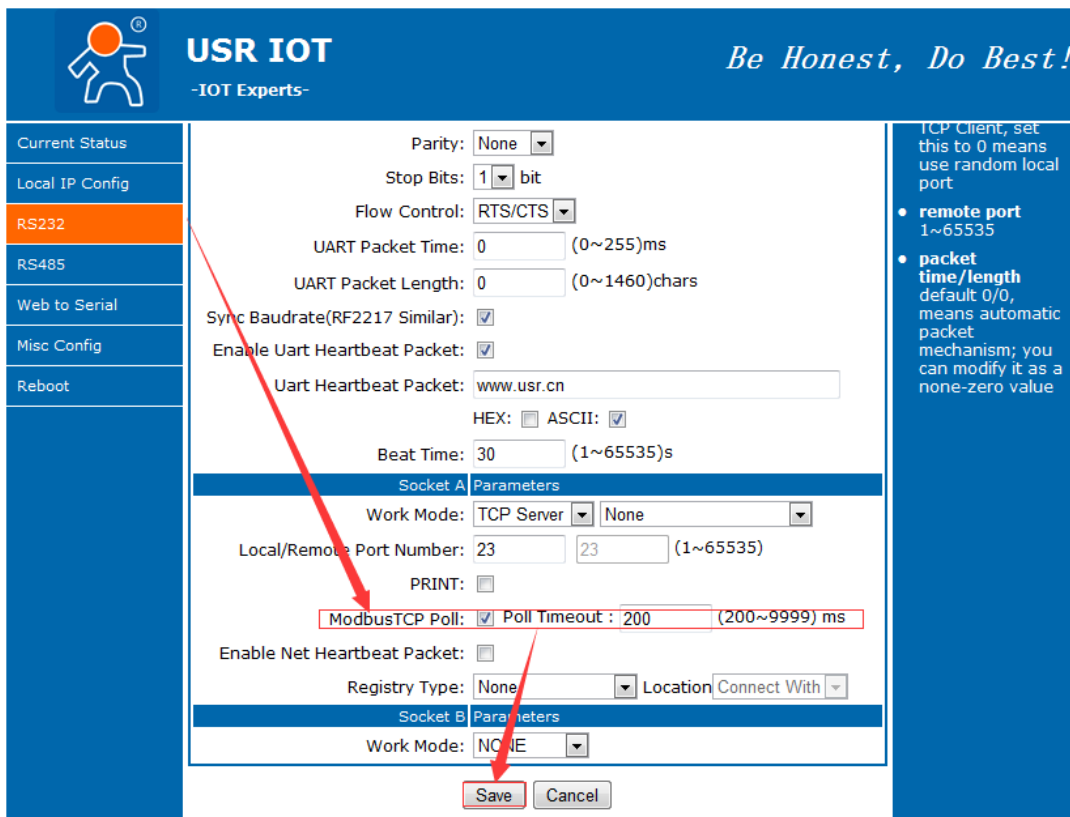 ®
USR IOT
-IOT Experts-
Be Honest, Do Best!
Current Status
Local IP Config
RS232
RS485
Web to Serial
Misc Config
Reboot
Parity: None
Stop Bits: 1 bit
Flow Control: RTS/CTS
UART Packet Time: 0 (0~255)ms
UART Packet Length: 0 (0~1460)chars
Sync Baudrate(RF2217 Similar):
Enable Uart Heartbeat Packet:
Uart Heartbeat Packet: www.usr.cn
HEX: ASCII:
Beat Time: 30 (1~65535)s
Socket A Parameters
Work Mode: TCP Server None
Local/Remote Port Number: 23 23 (1~65535)
PRINT:
ModbusTCP Poll: Poll Timeout : 200 (200~9999) ms
Enable Net Heartbeat Packet:
Registry Type: None Location Connect With
Socket B Parameters
Work Mode: NONE
Save Cancel
TCP Client, set
this to 0 means
use random local
port
• remote port
1~65535
• packet
time/length
default 0/0,
means automatic
packet
mechanism; you
can modify it as a
none-zero value